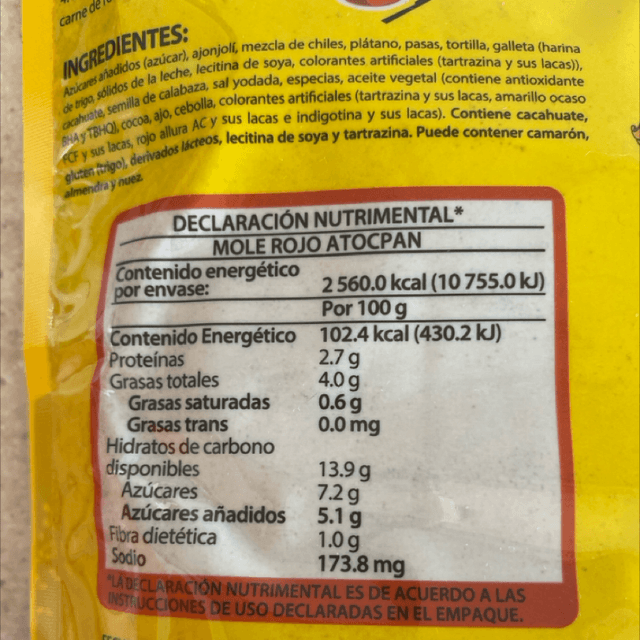 carne de
INGREDIENTES:
Azúcares añadidos (azúcar), ajonjolí, mezcla de chiles, plátano, pasas, tortilla, galleta (harina
de trigo, sólidos de la leche, lecitina de soya, colorantes artificiales (tartrazina y sus lacas)),
cacahuate, semilla de calabaza, sal yodada, especias, aceite vegetal (contiene antioxidante
BHA y TBHQ), cocoa, ajo, cebolla, colorantes artificiales (tartrazina y sus lacas, amarillo ocaso
FCF y sus lacas, rojo allura AC y sus lacas e indigotina y sus lacas). Contiene cacahuate,
gluten (trigo), derivados lácteos, lecitina de soya y tartrazina. Puede contener camarón,
almendra y nuez.
DECLARACIÓN NUTRIMENTAL*
MOLE ROJO ATOCPAN
Contenido energético
por envase: 2 560.0 kcal (10 755.0 kJ)
Por 100 g
Contenido Energético 102.4 kcal (430.2 kJ)
Proteínas 2.7 g
Grasas totales 4.0 g
Grasas saturadas 0.6 g
Grasas trans 0.0 mg
Hidratos de carbono
disponibles 13.9 g
Azúcares 7.2 g
Azúcares añadidos 5.1 g
Fibra dietética 1.0 g
Sodio 173.8 mg
*LA DECLARACIÓN NUTRIMENTAL ES DE ACUERDO A LAS
INSTRUCCIONES DE USO DECLARADAS EN EL EMPAQUE.